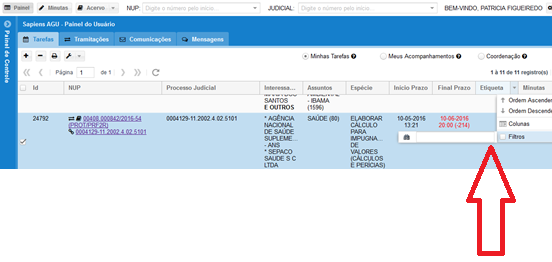 Painel Minutas Acervo NUP: Digite o número pelo início... JUDICIAL: Digite o número pelo início... BEM-VINDO, PATRICIA FIGUEIREDO
Sapiens AGU - Painel do Usuário
Tarefas Tramitações Comunicações Mensagens
Painel de Controle
Minhas Tarefas Meus Acompanhamentos Coordenação
Página 1 de 1 1 à 11 de 11 registro(s)
Id NUP Processo Judicial Interessa... Assuntos Espécie Início Prazo Final Prazo Etiqueta Minutas
SANTOS
E OUTROS
- IBAMA
(1596)
Ordem Ascenden
Ordem Descende
Colunas
Filtros
24792 00408.000842/2016-54
(PROT/PRF2R)
0004129-11.2002.4.02.5101
0004129-11.2002.4.02.5101
* AGÊNCIA
NACIONAL
DE SAÚDE
SUPLEME...
- ANS
* SEPACO
SAUDE S C
LTDA
SAÚDE (80)
ELABORAR
CÁLCULO
PARA
IMPUGNA...
DE
VALORES
(CÁLCULOS
E PERÍCIAS)
10-05-2016
13:21
10-06-2016
20:00 (-214)